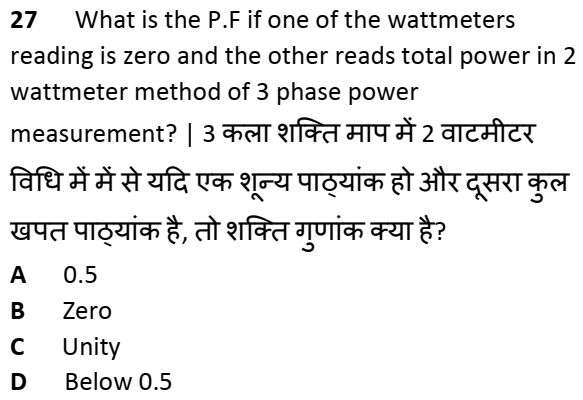 27 What is the P.F if one of the wattmeters
reading is zero and the other reads total power in 2
wattmeter method of 3 phase power
measurement? | 3 कला शक्ति माप में 2 वाटमीटर
विधि में में से यदि एक शून्य पाठ्यांक हो और दूसरा कुल
खपत पाठ्यांक है, तो शक्ति गुणांक क्या है?
A 0.5
B Zero
C Unity
D Below 0.5